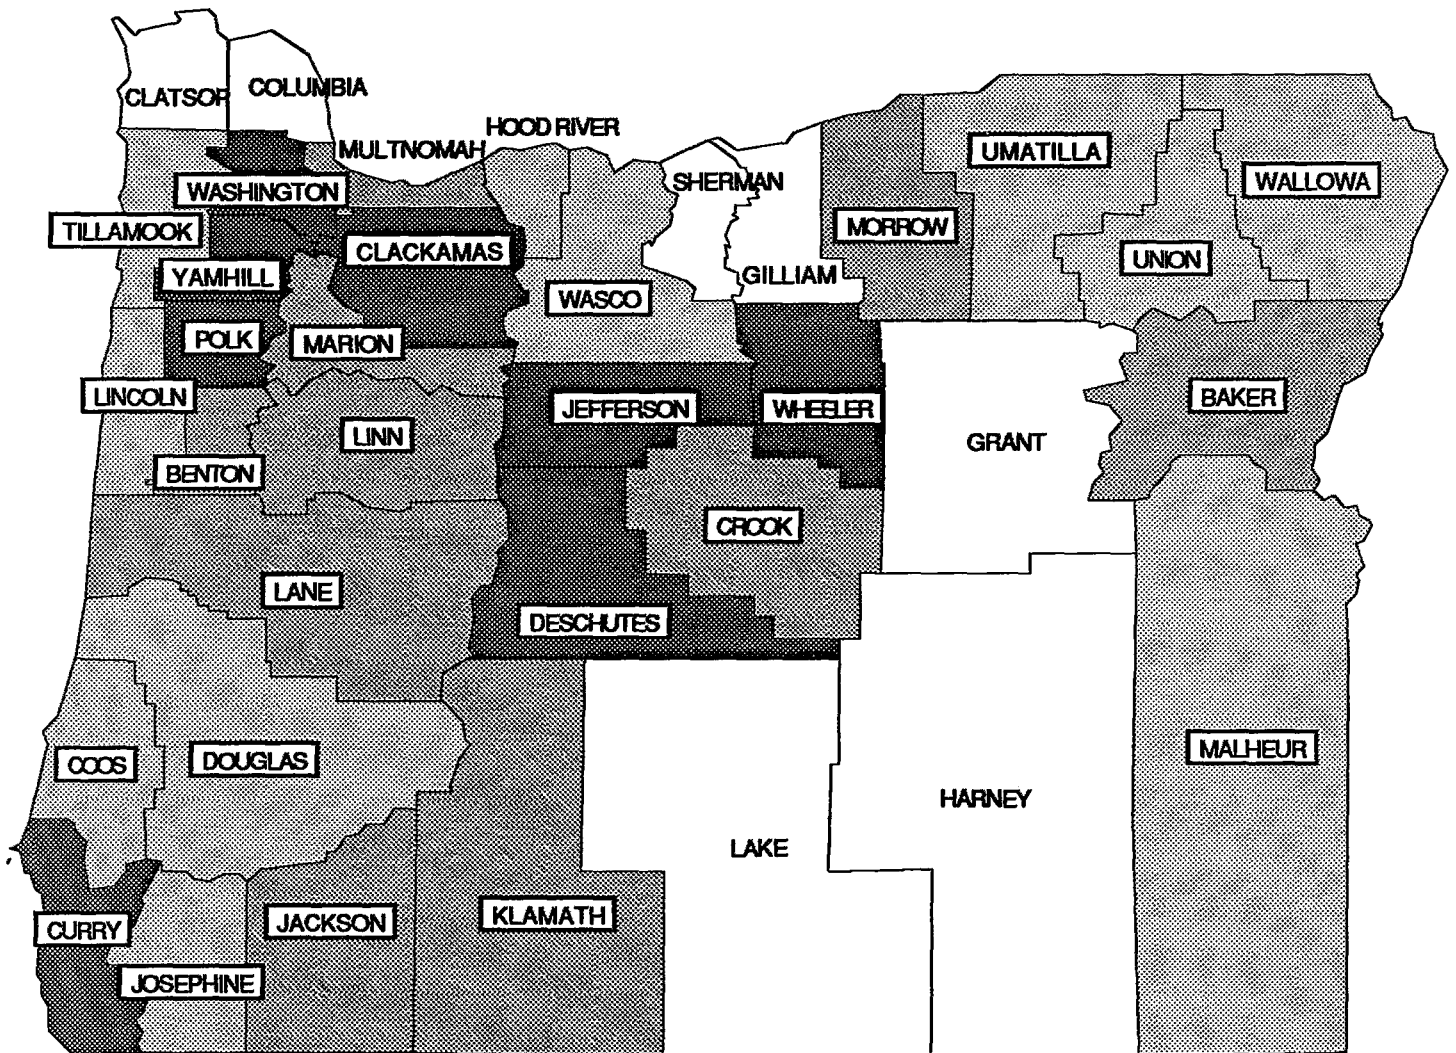 CLATSOP
COLUMBIA
HOOD RIVER
MULTNOMAH
SHERMAN
UMATILLA
WALLOWA
WASHINGTON
MORROW
TILLAMOOK
CLACKAMAS
UNION
YAMHILL
GILLIAM
WASCO
POLK
MARION
LINCOLN
JEFFERSON
WHEELER
BAKER
LINN
GRANT
BENTON
CROOK
LANE
DESCHUTES
COOS
DOUGLAS
MALHEUR
HARNEY
LAKE
CURRY
JACKSON
KLAMATH
JOSEPHINE